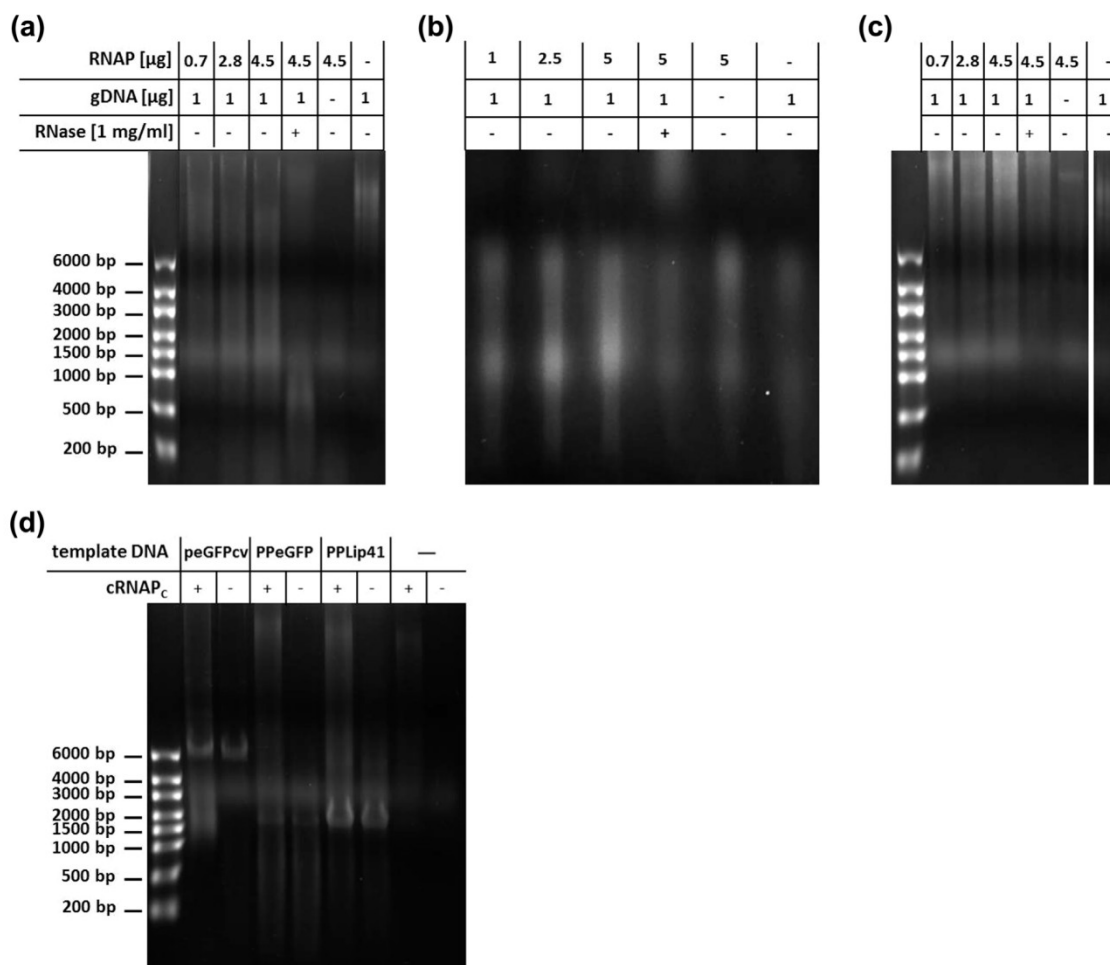 (a)
RNAP [µg] 0.7 2.8 4.5 4.5 4.5 -
gDNA [µg] 1 1 1 1 - 1
RNase [1 mg/ml] - - - + - -
6000 bp
4000 bp
3000 bp
2000 bp
1500 bp
1000 bp
500 bp
200 bp
(b)
1 2.5 5 5 5 -
1 1 1 1 - 1
- - - + - -
(c)
0.7 2.8 4.5 4.5 4.5 -
1 1 1 1 - 1
- - - + - -
(d)
template DNA peGFPcv PPeGFP PPLip41 —
cRNAPC + - + - + - + -
6000 bp
4000 bp
3000 bp
2000 bp
1500 bp
1000 bp
500 bp
200 bp